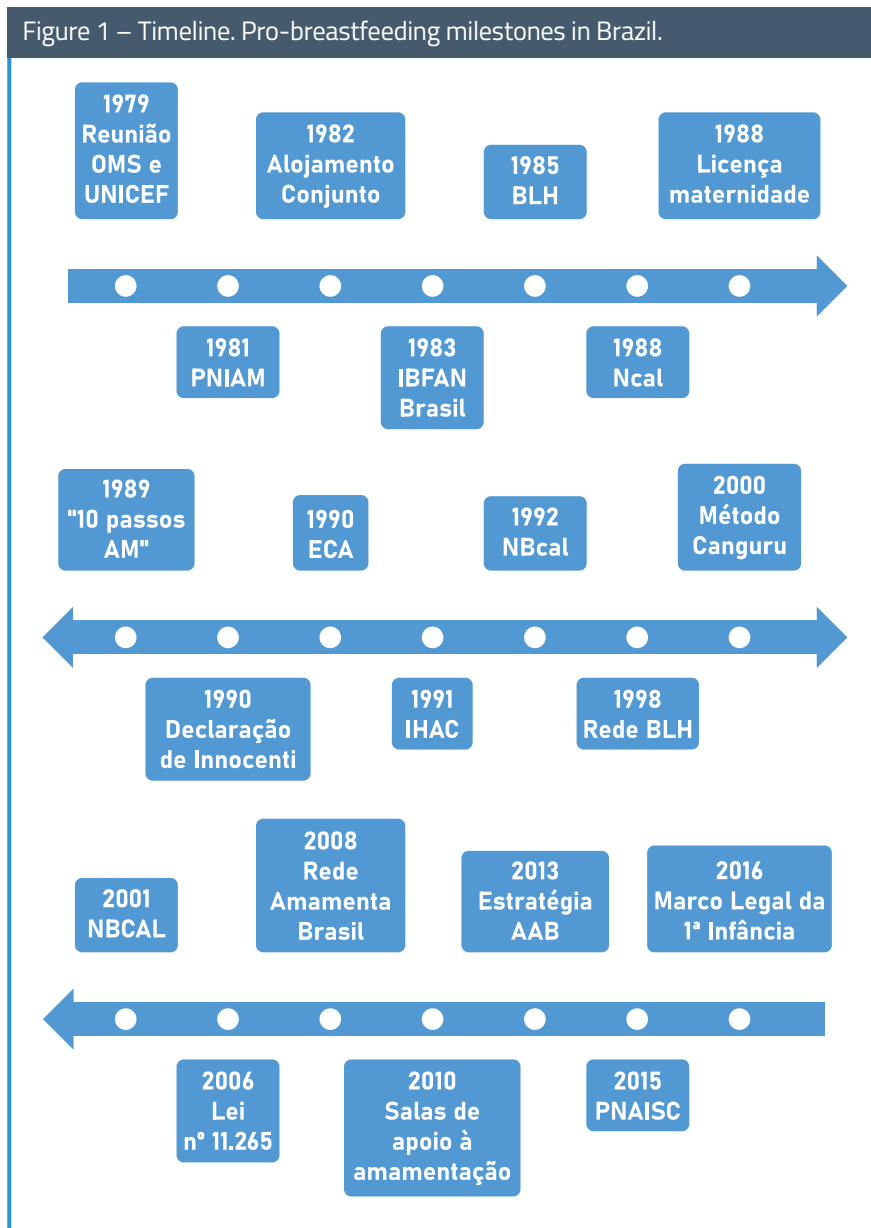 Figure 1 – Timeline. Pro-breastfeeding milestones in Brazil.
1979
Reunião
OMS e
UNICEF
1981
PNIAM
1982
Alojamento
Conjunto
1983
IBFAN
Brasil
1985
BLH
1988
Ncal
1988
Licença
maternidade
1989
"10 passos
AM"
1990
Declaração
de Innocenti
1990
ECA
1991
IHAC
1992
NBcal
1998
Rede BLH
2000
Método
Canguru
2001
NBCAL
2006
Lei
nº 11.265
2008
Rede
Amamenta
Brasil
2010
Salas de
apoio à
amamentação
2013
Estratégia
AAB
2015
PNAISC
2016
Marco Legal da
1ª Infância